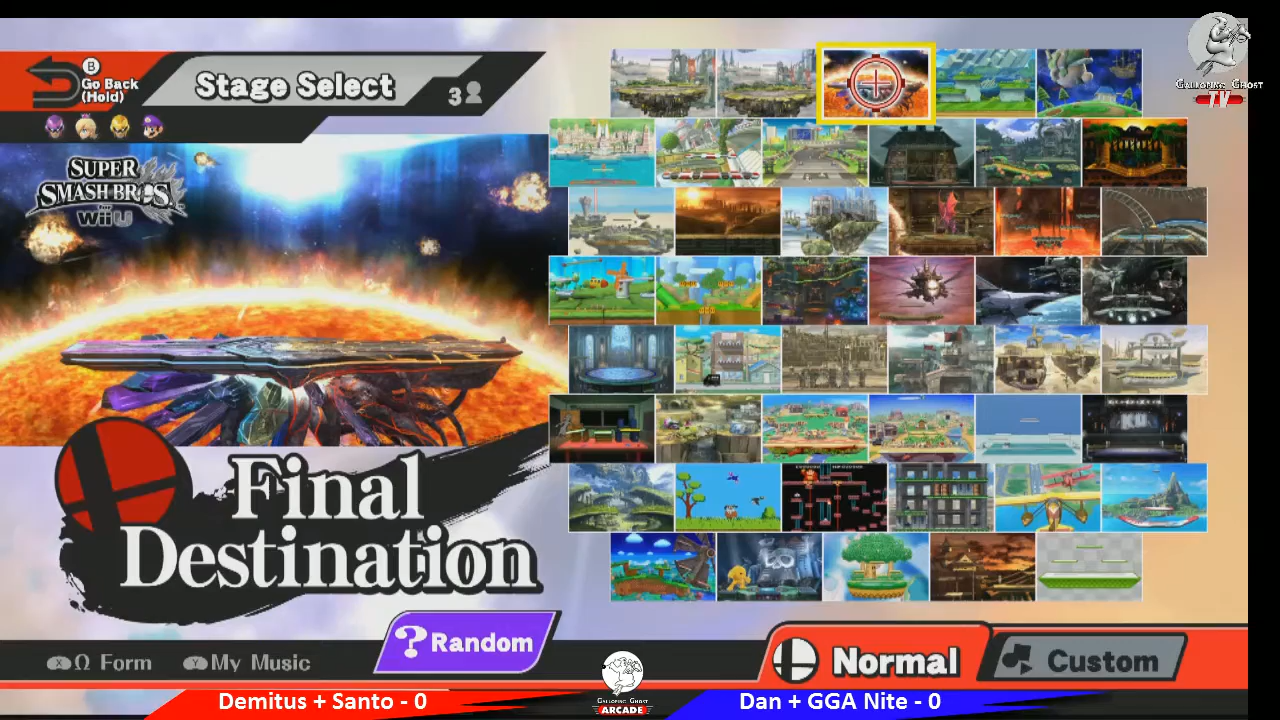 B
Go Back
(Hold)
Stage Select
3
GALLOPING GHOST
TV
SUPER
SMASH BROS.
for
Wii U
Final
Destination
? Random
X Ω Form
Y My Music
Normal
Custom
Demitus + Santo - 0
GALLOPING GHOST
ARCADE
Dan + GGA Nite - 0